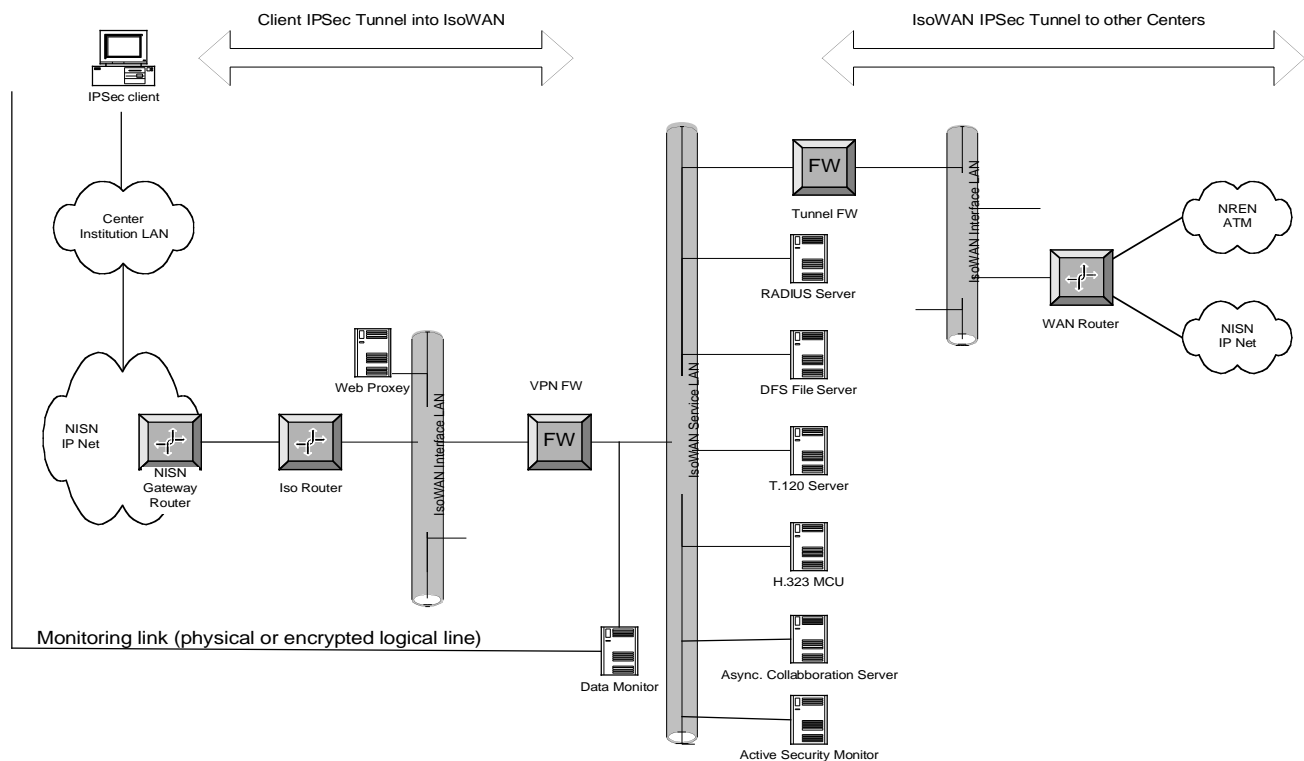 Client IPSec Tunnel into IsoWAN
IsoWAN IPSec Tunnel to other Centers
IPSec client
Center
Institution LAN
NISN
IP Net
NISN
Gateway
Router
Iso Router
Web Proxey
IsoWAN Interface LAN
VPN FW
FW
IsoWAN Service LAN
FW
Tunnel FW
RADIUS Server
DFS File Server
T.120 Server
H.323 MCU
Async. Collabboration Server
Active Security Monitor
IsoWAN Interface LAN
WAN Router
NREN
ATM
NISN
IP Net
Monitoring link (physical or encrypted logical line)
Data Monitor